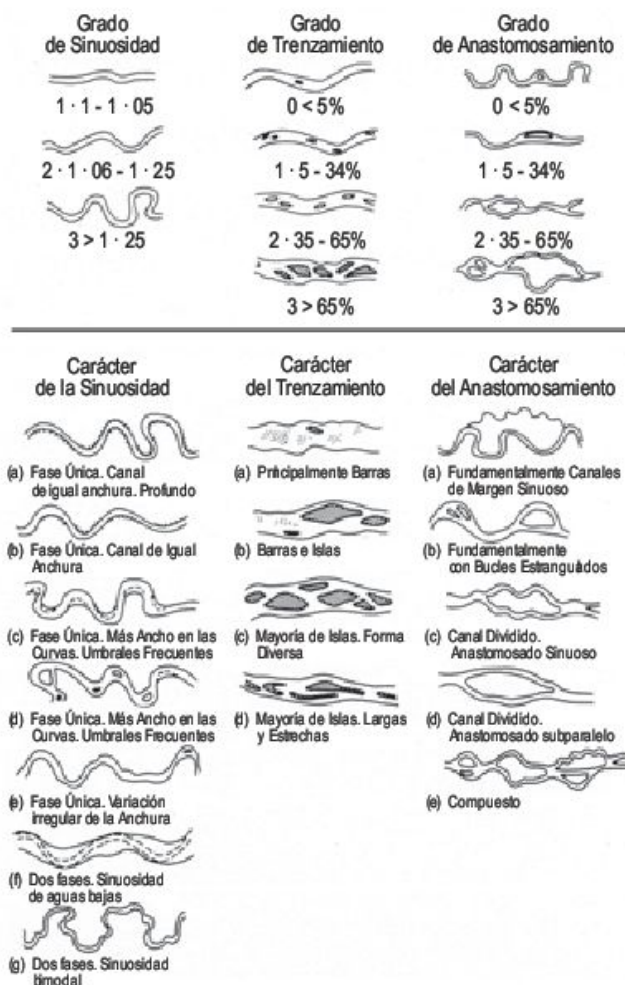 Grado
de Sinuosidad
1 · 1 - 1 · 05
2 · 1 · 06 - 1 · 25
3 > 1 · 25
Grado
de Trenzamiento
0 < 5%
1 · 5 - 34%
2 · 35 - 65%
3 > 65%
Grado
de Anastomosamiento
0 < 5%
1 · 5 - 34%
2 · 35 - 65%
3 > 65%
Carácter
de la Sinuosidad
(a) Fase Única. Canal
de igual anchura. Profundo
(b) Fase Única. Canal de Igual
Anchura
(c) Fase Única. Más Ancho en las
Curvas. Umbrales Frecuentes
(d) Fase Única. Más Ancho en las
Curvas. Umbrales Frecuentes
(e) Fase Única. Variación
irregular de la Anchura
(f) Dos fases. Sinuosidad
de aguas bajas
(g) Dos fases. Sinuosidad
bimodal
Carácter
del Trenzamiento
(a) Principalmente Barras
(b) Barras e Islas
(c) Mayoría de Islas. Forma
Diversa
(d) Mayoría de Islas. Largas
y Estrechas
Carácter
del Anastomosamiento
(a) Fundamentalmente Canales
de Margen Sinuoso
(b) Fundamentalmente
con Bucles Estrangulados
(c) Canal Dividido.
Anastomosado Sinuoso
(d) Canal Dividido.
Anastomosado subparalelo
(e) Compuesto